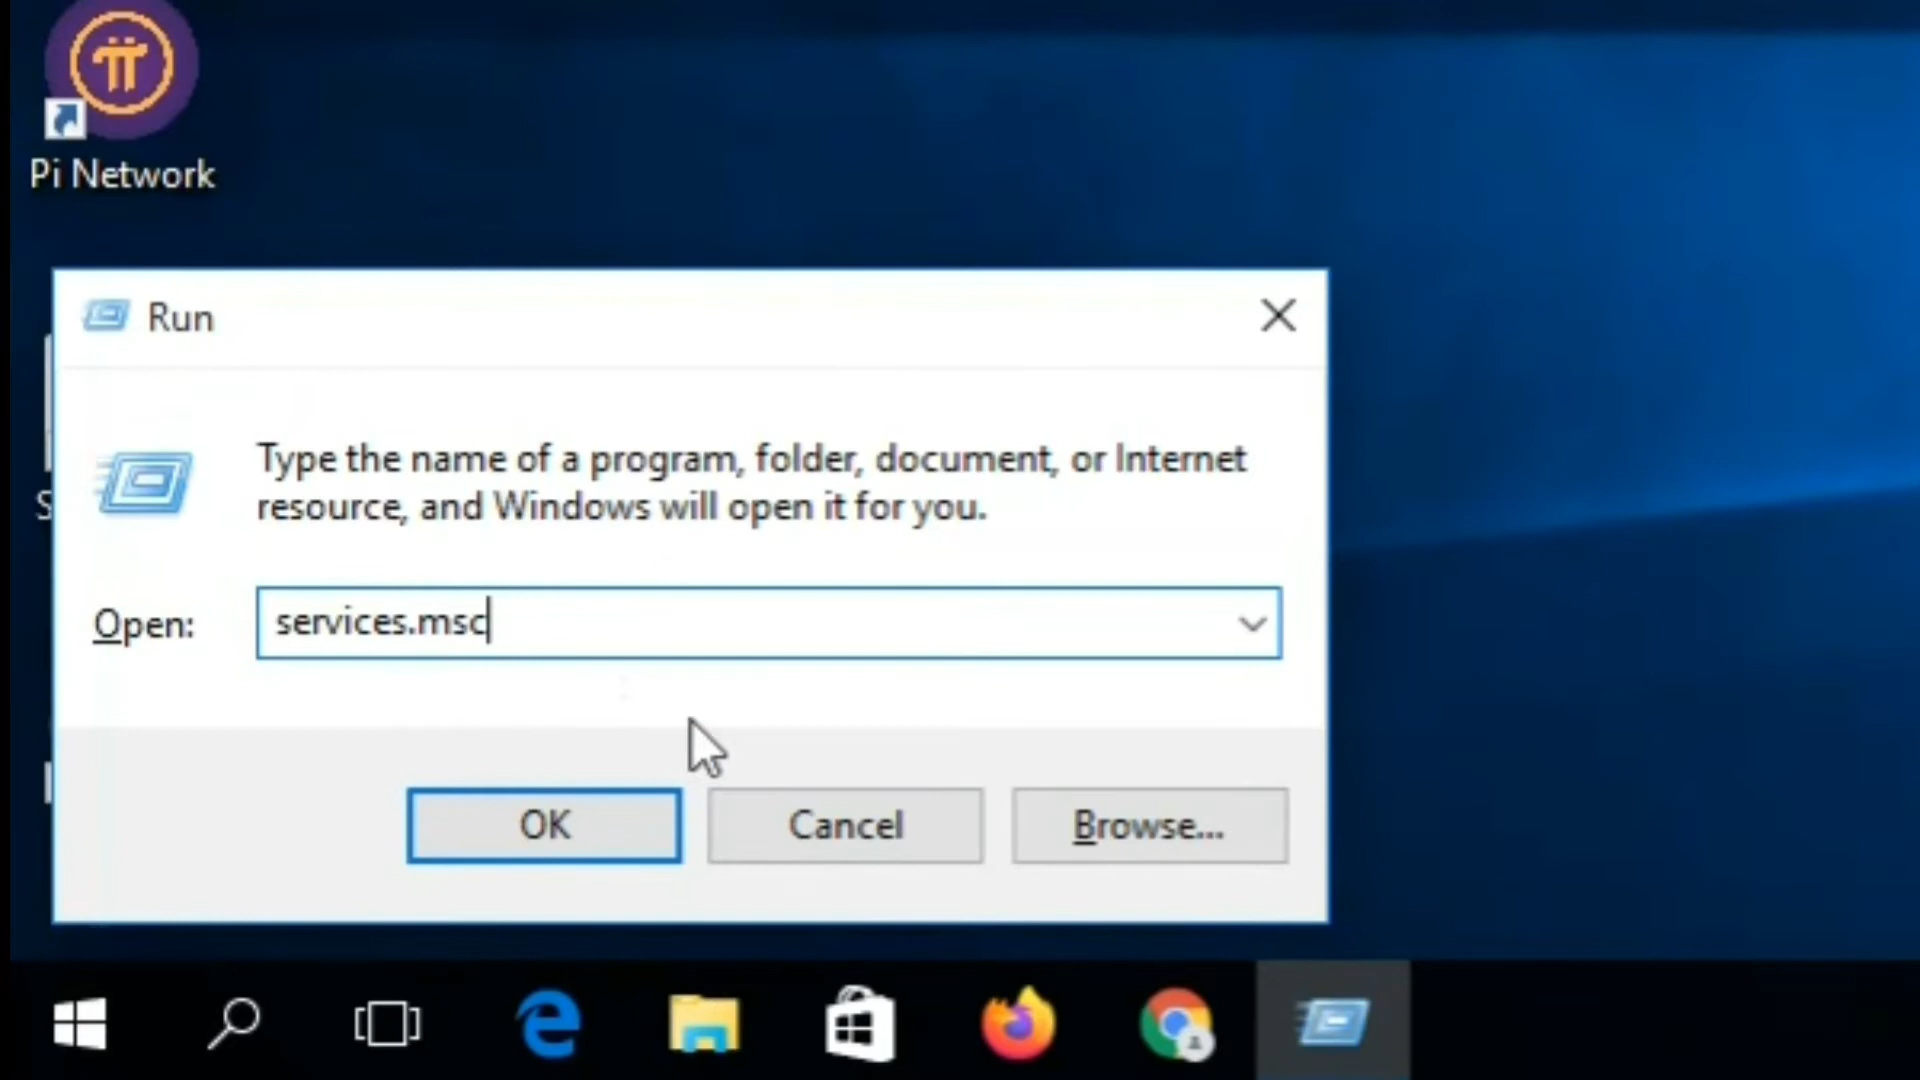 Pi Network
Run
Type the name of a program, folder, document, or Internet
resource, and Windows will open it for you.
Open:
services.msc
OK
Cancel
Browse...